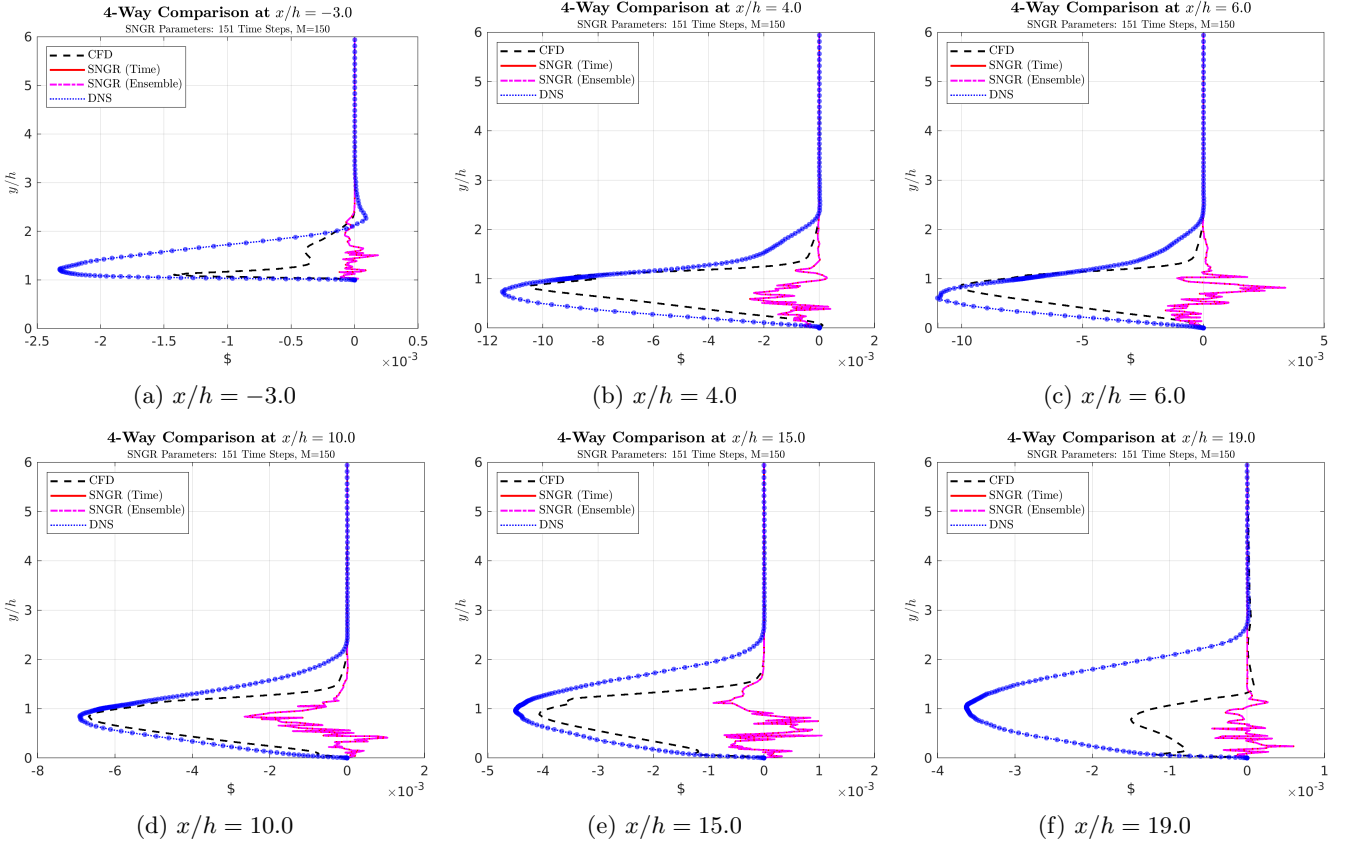 4-Way Comparison at x/h = −3.0
SNGR Parameters: 151 Time Steps, M=150
6
5
4
3
2
1
0
y/h
CFD
SNGR (Time)
SNGR (Ensemble)
DNS
-2.5
-2
-1.5
-1
-0.5
0
0.5
$
×10-3
(a) x/h = −3.0
4-Way Comparison at x/h = 4.0
SNGR Parameters: 151 Time Steps, M=150
6
5
4
3
2
1
0
y/h
CFD
SNGR (Time)
SNGR (Ensemble)
DNS
-12
-10
-8
-6
-4
-2
0
2
$
×10-3
(b) x/h = 4.0
4-Way Comparison at x/h = 6.0
SNGR Parameters: 151 Time Steps, M=150
6
5
4
3
2
1
0
y/h
CFD
SNGR (Time)
SNGR (Ensemble)
DNS
-10
-5
0
5
$
×10-3
(c) x/h = 6.0
4-Way Comparison at x/h = 10.0
SNGR Parameters: 151 Time Steps, M=150
6
5
4
3
2
1
0
y/h
CFD
SNGR (Time)
SNGR (Ensemble)
DNS
-8
-6
-4
-2
0
2
$
×10-3
(d) x/h = 10.0
4-Way Comparison at x/h = 15.0
SNGR Parameters: 151 Time Steps, M=150
6
5
4
3
2
1
0
y/h
CFD
SNGR (Time)
SNGR (Ensemble)
DNS
-5
-4
-3
-2
-1
0
1
2
$
×10-3
(e) x/h = 15.0
4-Way Comparison at x/h = 19.0
SNGR Parameters: 151 Time Steps, M=150
6
5
4
3
2
1
0
y/h
CFD
SNGR (Time)
SNGR (Ensemble)
DNS
-4
-3
-2
-1
0
1
$
×10-3
(f) x/h = 19.0